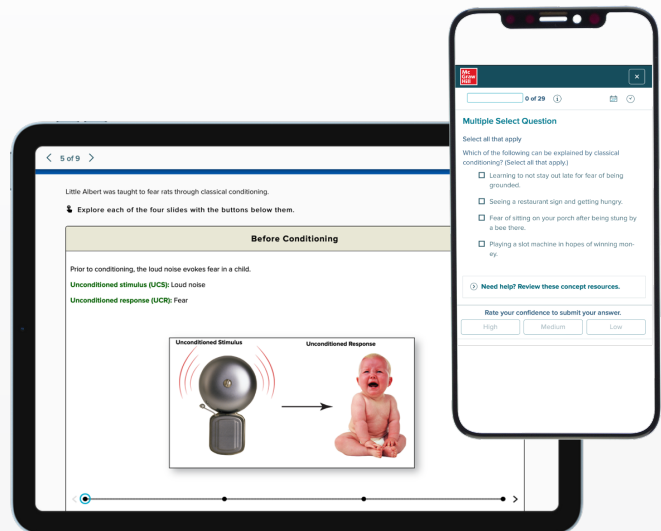 5 of 9
Little Albert was taught to fear rats through classical conditioning.
Explore each of the four slides with the buttons below them.
Before Conditioning
Prior to conditioning, the loud noise evokes fear in a child.
Unconditioned stimulus (UCS): Loud noise
Unconditioned response (UCR): Fear
Unconditioned Stimulus
Unconditioned Response
Mc
Graw
Hill
0 of 29
Multiple Select Question
Select all that apply
Which of the following can be explained by classical
conditioning? (Select all that apply.)
Learning to not stay out late for fear of being
grounded.
Seeing a restaurant sign and getting hungry.
Fear of sitting on your porch after being stung by
a bee there.
Playing a slot machine in hopes of winning mon-
ey.
Need help? Review these concept resources.
Rate your confidence to submit your answer.
High
Medium
Low